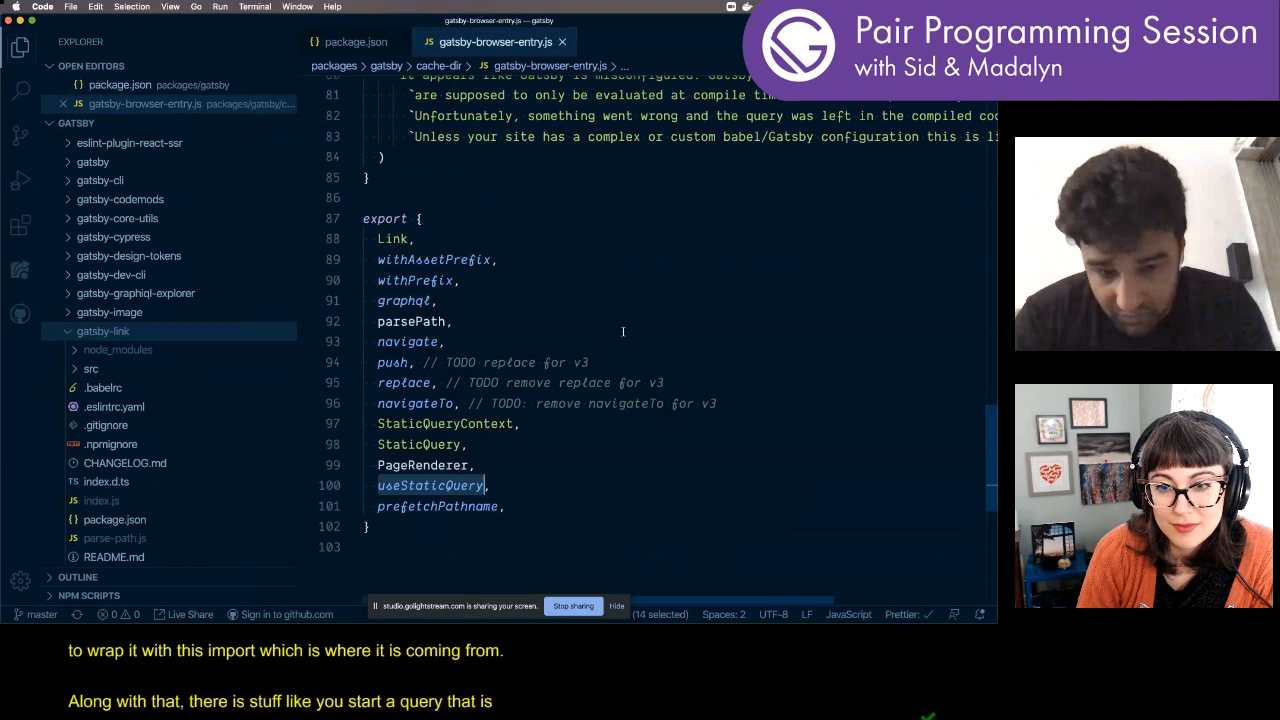 Code File Edit Selection View Go Run Terminal Window Help
gatsby-browser-entry.js — gatsby
Pair Programming Session
with Sid & Madalyn
EXPLORER
OPEN EDITORS
package.json packages/gatsby
gatsby-browser-entry.js packages/gatsby/c...
GATSBY
eslint-plugin-react-ssr
gatsby
gatsby-cli
gatsby-codemods
gatsby-core-utils
gatsby-cypress
gatsby-design-tokens
gatsby-dev-cli
gatsby-graphiql-explorer
gatsby-image
gatsby-link
node_modules
src
.babelrc
.eslintrc.yaml
.gitignore
.npmignore
CHANGELOG.md
index.d.ts
index.js
package.json
parse-path.js
README.md
OUTLINE
NPM SCRIPTS
{} package.json
JS gatsby-browser-entry.js
packages > gatsby > cache-dir > JS gatsby-browser-entry.js > ...
81 `are supposed to only be evaluated at compile tim
82 `Unfortunately, something went wrong and the query was left in the compiled cod
83 `Unless your site has a complex or custom babel/Gatsby configuration this is li
84 )
85 }
86
87 export {
88 Link,
89 withAssetPrefix,
90 withPrefix,
91 graphql,
92 parsePath,
93 navigate,
94 push, // TODO replace for v3
95 replace, // TODO remove replace for v3
96 navigateTo, // TODO: remove navigateTo for v3
97 StaticQueryContext,
98 StaticQuery,
99 PageRenderer,
100 useStaticQuery,
101 prefetchPathname,
102 }
103
studio.golightstream.com is sharing your screen. Stop sharing Hide
master 0 0 Live Share Sign in to github.com (14 selected) Spaces: 2 UTF-8 LF JavaScript Prettier: ✓
to wrap it with this import which is where it is coming from.
Along with that, there is stuff like you start a query that is